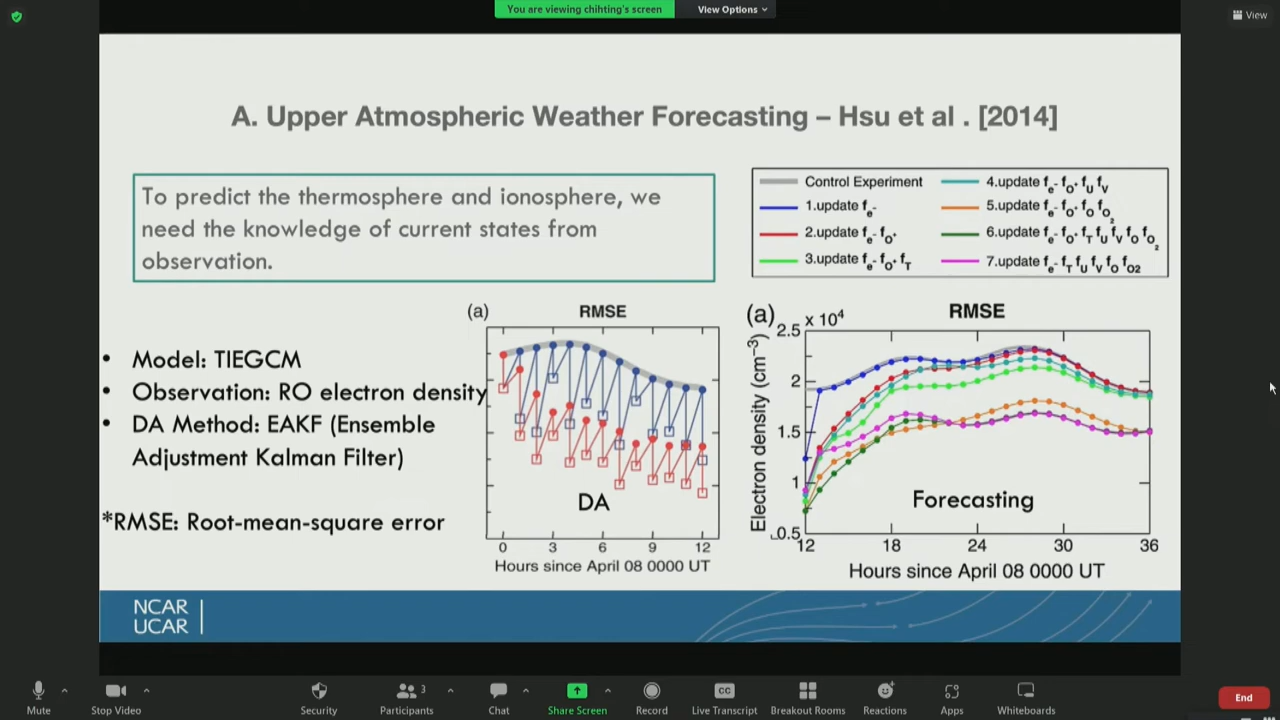 You are viewing chihting's screen
View Options
View
A. Upper Atmospheric Weather Forecasting – Hsu et al . [2014]
To predict the thermosphere and ionosphere, we
need the knowledge of current states from
observation.
Control Experiment
1.update fe-
2.update fe- fO+
3.update fe- fO+ fT
4.update fe- fO+ fU fV
5.update fe- fO+ fO fO2
6.update fe- fO+ fT fU fV fO fO2
7.update fe- fT fU fV fO fO2
• Model: TIEGCM
• Observation: RO electron density
• DA Method: EAKF (Ensemble
Adjustment Kalman Filter)
*RMSE: Root-mean-square error
(a)
RMSE
DA
0 3 6 9 12
Hours since April 08 0000 UT
(a)
x 10⁴
RMSE
Electron density (cm⁻³)
2.5
2
1.5
1
0.5
Forecasting
12 18 24 30 36
Hours since April 08 0000 UT
NCAR
UCAR
Mute
Stop Video
Security
Participants
3
Chat
Share Screen
Record
CC
Live Transcript
Breakout Rooms
Reactions
Apps
Whiteboards
End